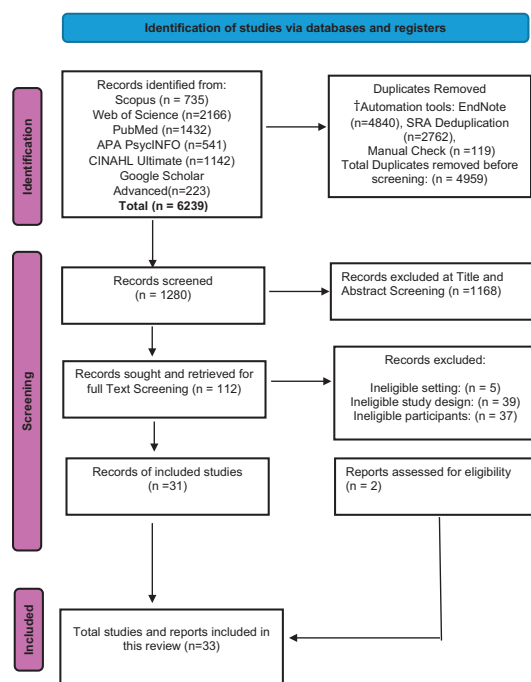 Identification of studies via databases and registers
Identification
Records identified from:
Scopus (n = 735)
Web of Science (n=2166)
PubMed (n=1432)
APA PsycINFO (n=541)
CINAHL Ultimate (n=1142)
Google Scholar
Advanced(n=223)
Total (n = 6239)
Duplicates Removed
†Automation tools: EndNote
(n=4840), SRA Deduplication
(n=2762),
Manual Check (n =119)
Total Duplicates removed before
screening: (n = 4959)
Screening
Records screened
(n = 1280)
Records excluded at Title and
Abstract Screening (n =1168)
Records sought and retrieved for
full Text Screening (n = 112)
Records excluded:
Ineligible setting: (n = 5)
Ineligible study design: (n = 39)
Ineligible participants: (n = 37)
Records of included studies
(n =31)
Reports assessed for eligibility
(n = 2)
Included
Total studies and reports included in
this review (n=33)